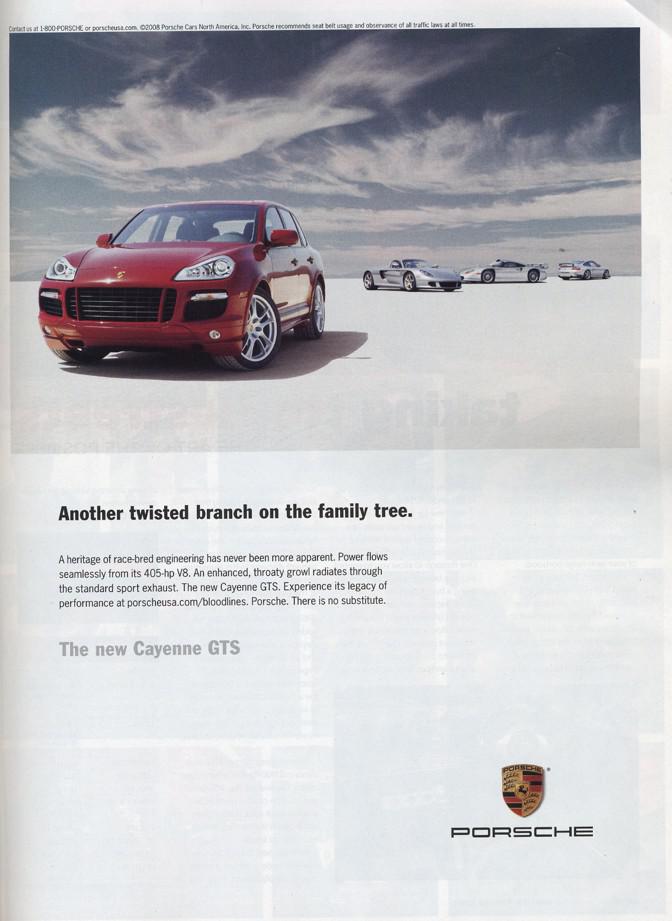 Contact us at 1-800-PORSCHE or porscheusa.com. ©2008 Porsche Cars North America, Inc. Porsche recommends seat belt usage and observance of all traffic laws at all times.
Another twisted branch on the family tree.
A heritage of race-bred engineering has never been more apparent. Power flows
seamlessly from its 405-hp V8. An enhanced, throaty growl radiates through
the standard sport exhaust. The new Cayenne GTS. Experience its legacy of
performance at porscheusa.com/bloodlines. Porsche. There is no substitute.
The new Cayenne GTS
PORSCHE
PORSCHE